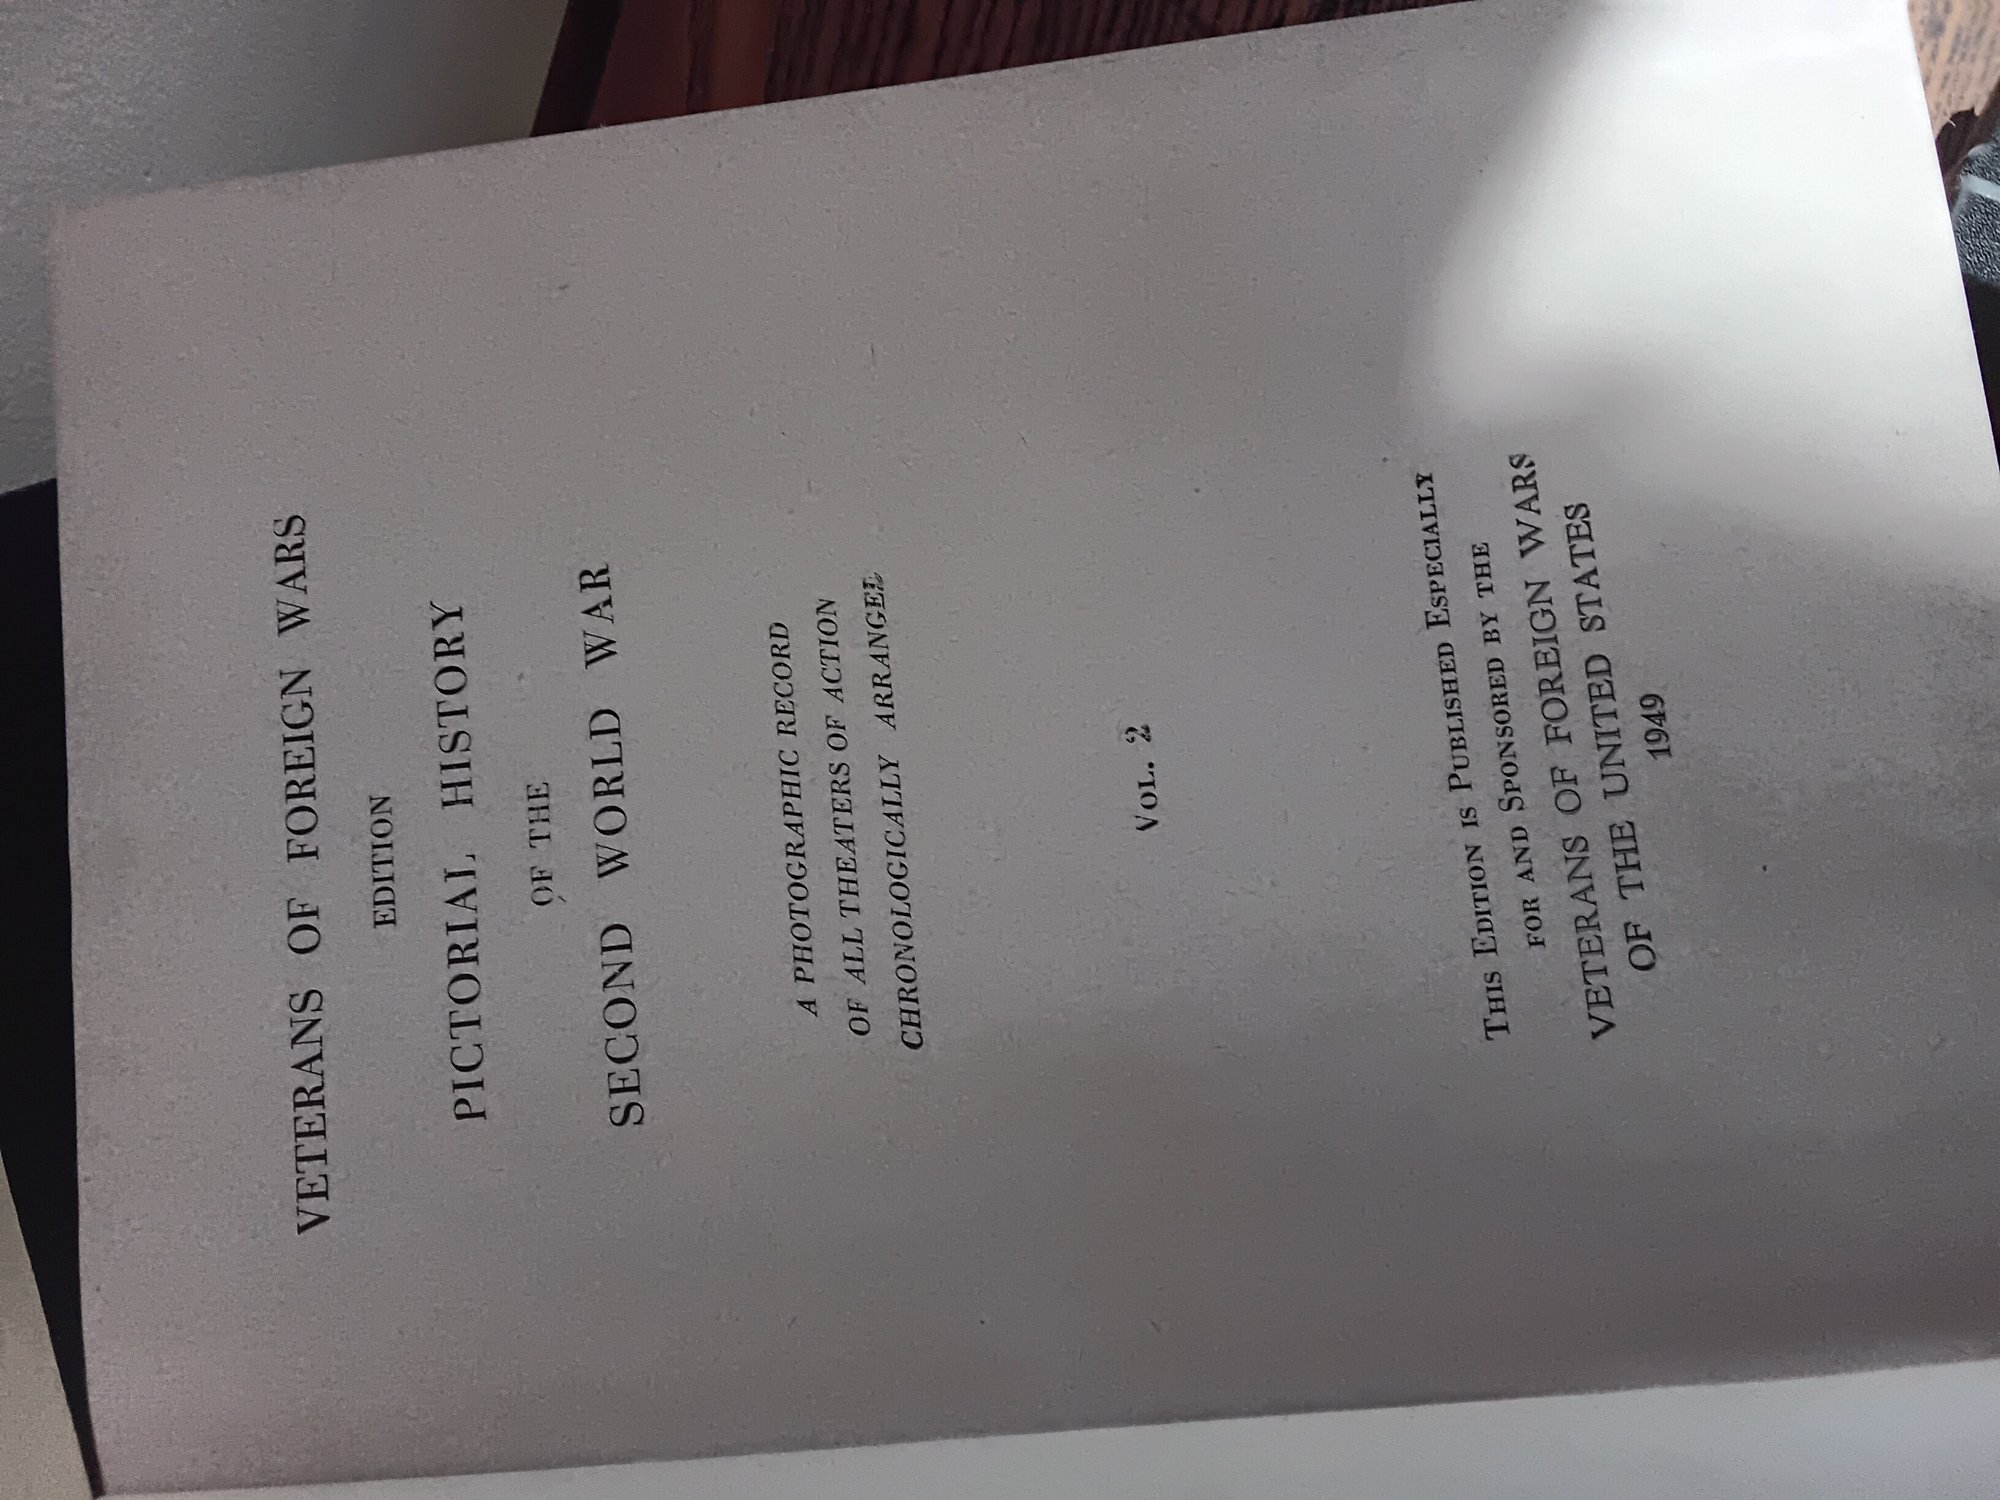 VETERANS OF FOREIGN WARS
EDITION
PICTORIAL HISTORY
OF THE
SECOND WORLD WAR
A PHOTOGRAPHIC RECORD
OF ALL THEATERS OF ACTION
CHRONOLOGICALLY ARRANGED
VOL. 2
THIS EDITION IS PUBLISHED ESPECIALLY
FOR AND SPONSORED BY THE
VETERANS OF FOREIGN WARS
OF THE UNITED STATES
1949